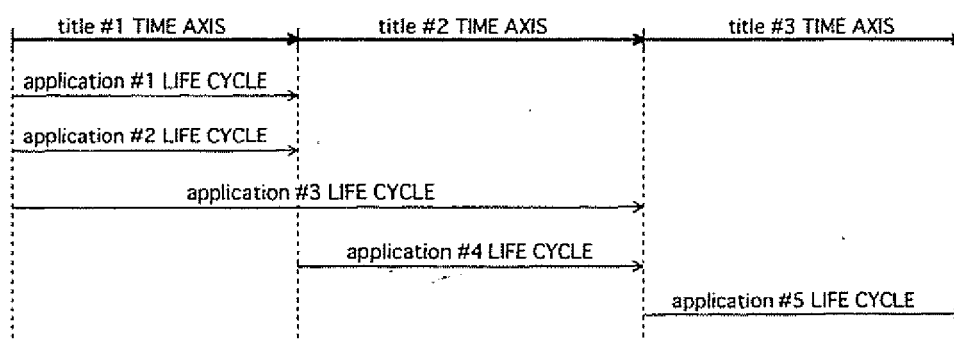 title #1 TIME AXIS title #2 TIME AXIS title #3 TIME AXIS
application #1 LIFE CYCLE
application #2 LIFE CYCLE
application #3 LIFE CYCLE
application #4 LIFE CYCLE
application #5 LIFE CYCLE